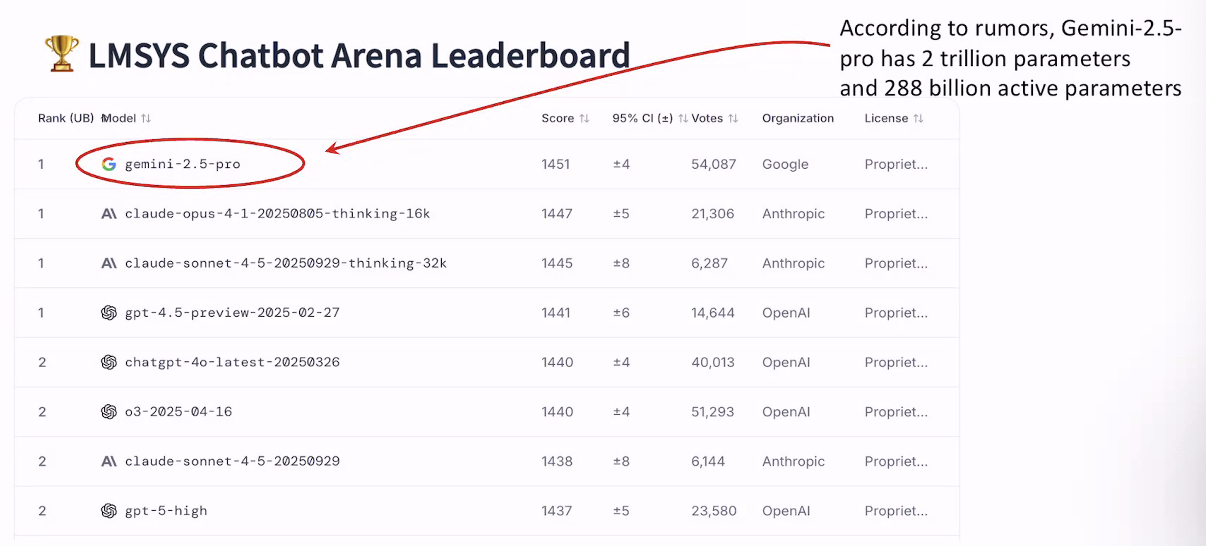 According to rumors, Gemini-2.5-
pro has 2 trillion parameters
and 288 billion active parameters
LMSYS Chatbot Arena Leaderboard
Rank (UB) Model Score 95% CI (±) Votes Organization License
1 gemini-2.5-pro 1451 ±4 54,087 Google Propriet...
1 claude-opus-4-1-20250805-thinking-16k 1447 ±5 21,306 Anthropic Propriet...
1 claude-sonnet-4-5-20250929-thinking-32k 1445 ±8 6,287 Anthropic Propriet...
1 gpt-4.5-preview-2025-02-27 1441 ±6 14,644 OpenAI Propriet...
2 chatgpt-4o-latest-20250326 1440 ±4 40,013 OpenAI Propriet...
2 o3-2025-04-16 1440 ±4 51,293 OpenAI Propriet...
2 claude-sonnet-4-5-20250929 1438 ±8 6,144 Anthropic Propriet...
2 gpt-5-high 1437 ±5 23,580 OpenAI Propriet...